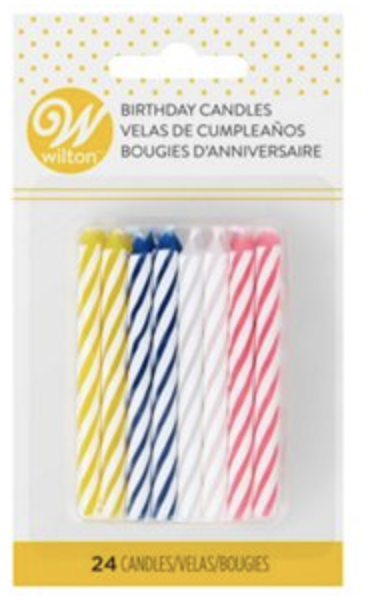 W
wilton
BIRTHDAY CANDLES
VELAS DE CUMPLEAÑOS
BOUGIES D'ANNIVERSAIRE
24 CANDLES/VELAS/BOUGIES